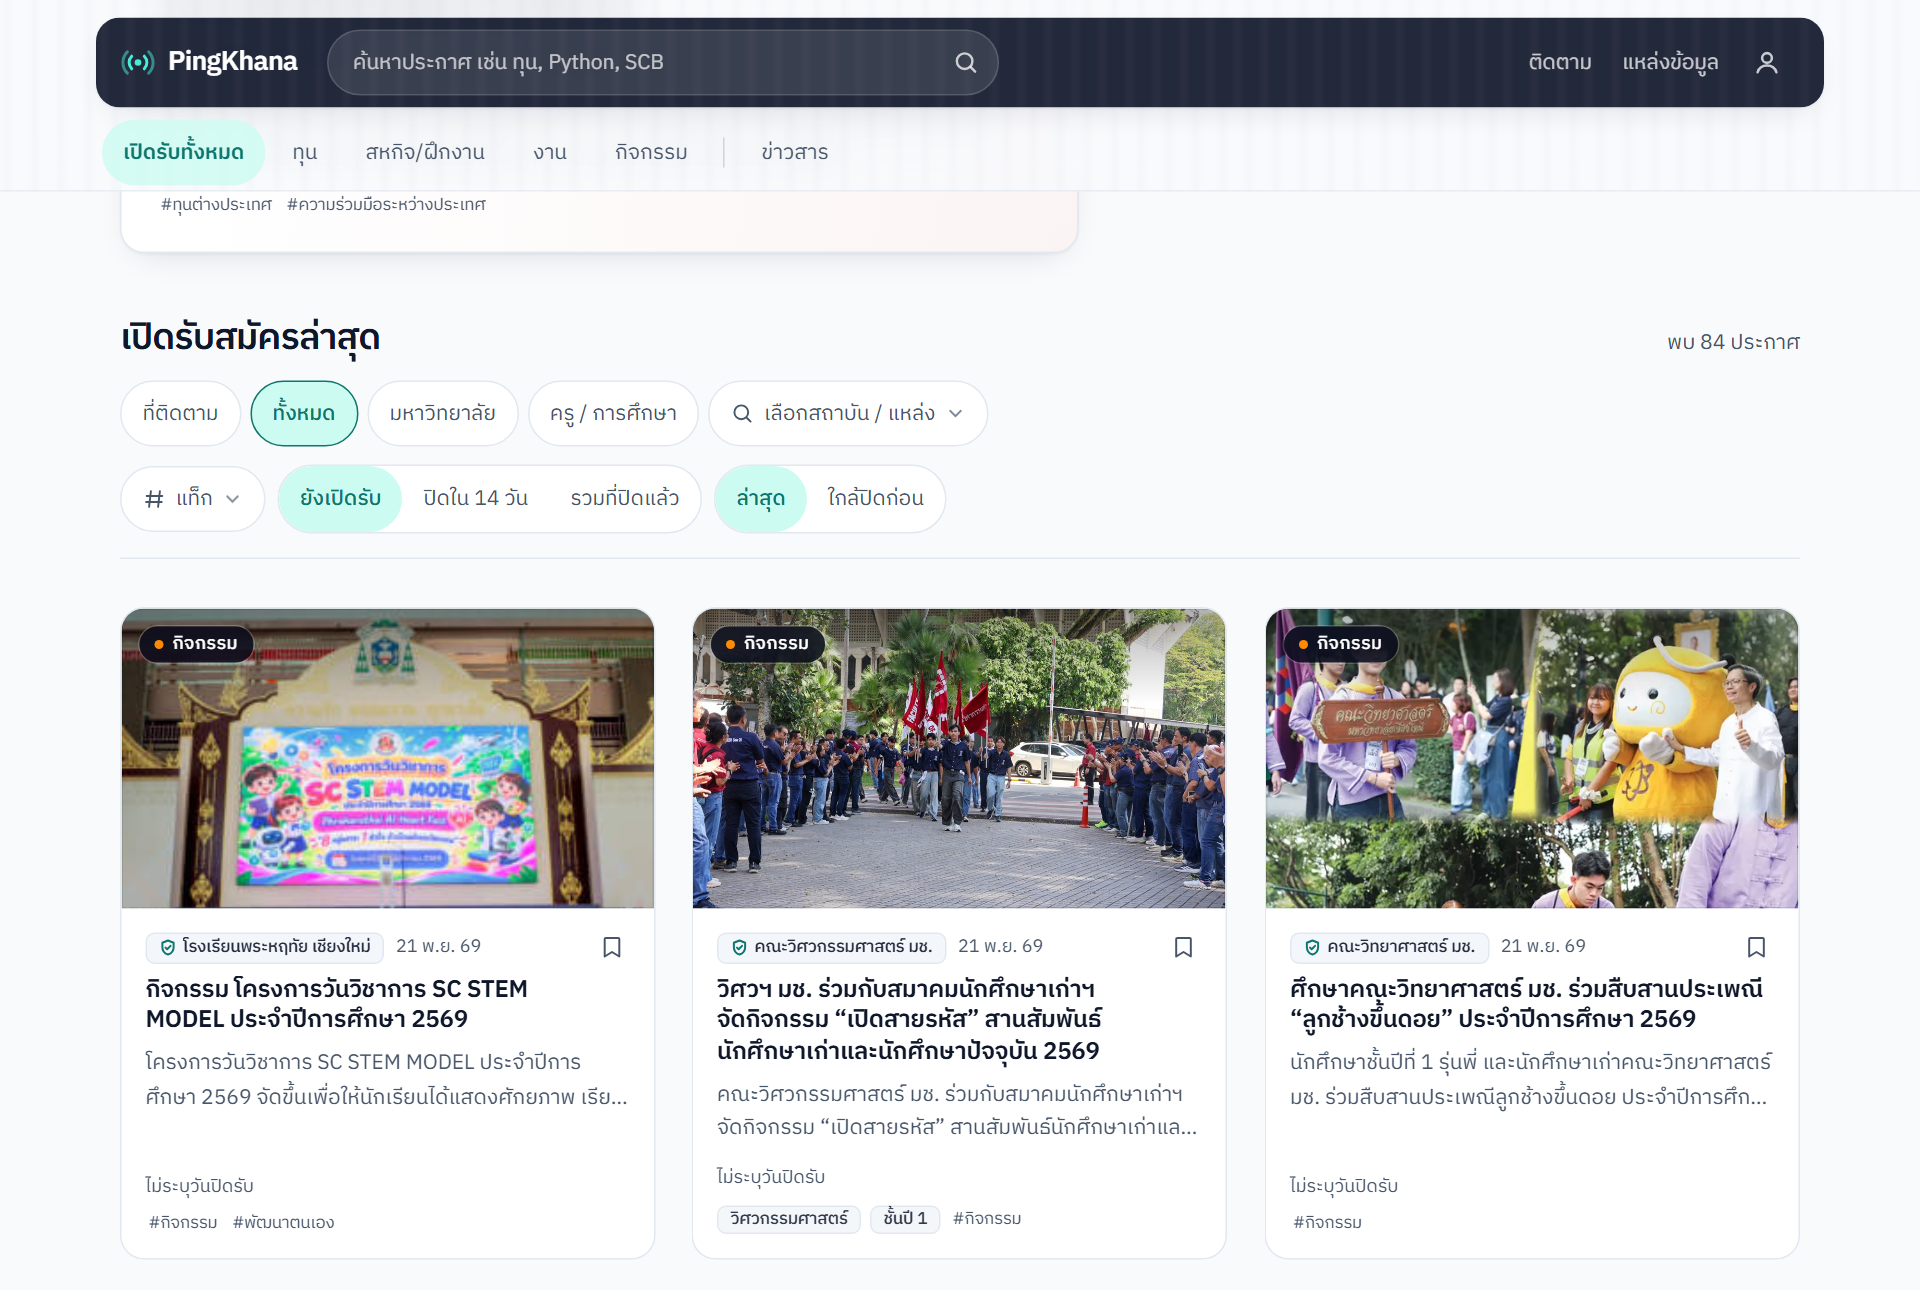 PingKhana
ค้นหาประกาศ เช่น ทุน, Python, SCB
ติดตาม
แหล่งข้อมูล
เปิดรับทั้งหมด
ทุน
สหกิจ/ฝึกงาน
งาน
กิจกรรม
ข่าวสาร
#ทุนต่างประเทศ #ความร่วมมือระหว่างประเทศ
เปิดรับสมัครล่าสุด
พบ 84 ประกาศ
ที่ติดตาม
ทั้งหมด
มหาวิทยาลัย
ครู / การศึกษา
เลือกสถาบัน / แหล่ง
# แท็ก
ยังเปิดรับ
ปิดใน 14 วัน
รวมที่ปิดแล้ว
ล่าสุด
ใกล้ปิดก่อน
กิจกรรม
โครงการวันวิชาการ
SC STEM MODEL
โรงเรียนพระหฤทัย เชียงใหม่ 21 พ.ย. 69
กิจกรรม โครงการวันวิชาการ SC STEM
MODEL ประจำปีการศึกษา 2569
โครงการวันวิชาการ SC STEM MODEL ประจำปีการ
ศึกษา 2569 จัดขึ้นเพื่อให้นักเรียนได้แสดงศักยภาพ เรีย...
ไม่ระบุวันปิดรับ
#กิจกรรม #พัฒนาตนเอง
กิจกรรม
คณะวิศวกรรมศาสตร์ มช. 21 พ.ย. 69
วิศวฯ มช. ร่วมกับสมาคมนักศึกษาเก่าฯ
จัดกิจกรรม “เปิดสายรหัส” สานสัมพันธ์
นักศึกษาเก่าและนักศึกษาปัจจุบัน 2569
คณะวิศวกรรมศาสตร์ มช. ร่วมกับสมาคมนักศึกษาเก่าฯ
จัดกิจกรรม “เปิดสายรหัส” สานสัมพันธ์นักศึกษาเก่าแล...
ไม่ระบุวันปิดรับ
วิศวกรรมศาสตร์ ชั้นปี 1 #กิจกรรม
กิจกรรม
คณะวิทยาศาสตร์
คณะวิทยาศาสตร์ มช. 21 พ.ย. 69
ศึกษาคณะวิทยาศาสตร์ มช. ร่วมสืบสานประเพณี
“ลูกช้างขึ้นดอย” ประจำปีการศึกษา 2569
นักศึกษาชั้นปีที่ 1 รุ่นพี่ และนักศึกษาเก่าคณะวิทยาศาสตร์
มช. ร่วมสืบสานประเพณีลูกช้างขึ้นดอย ประจำปีการศึก...
ไม่ระบุวันปิดรับ
#กิจกรรม